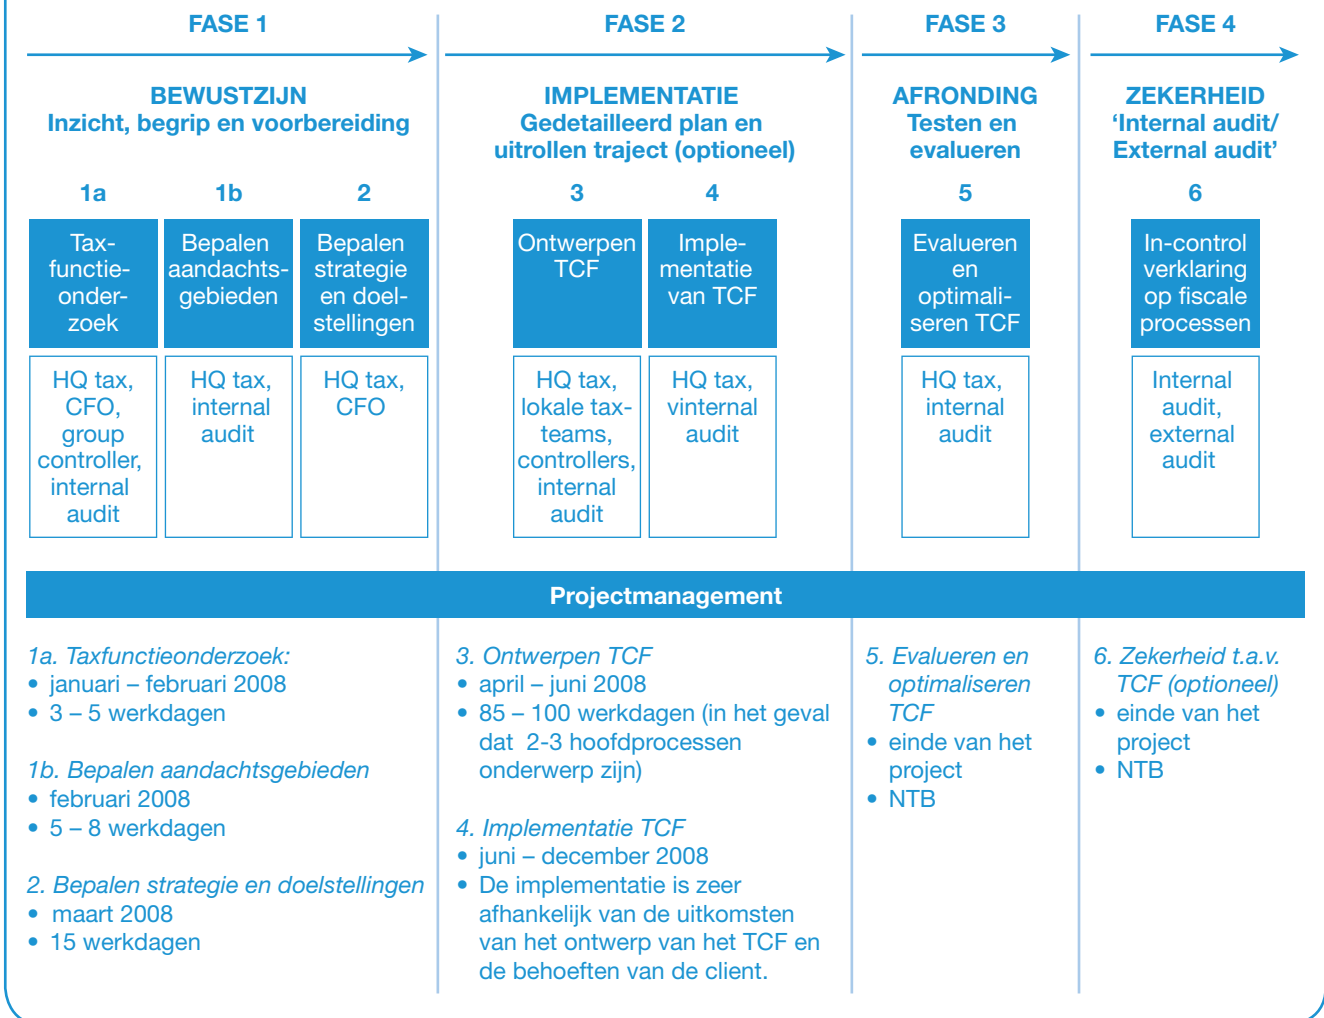 FASE 1
FASE 2
FASE 3
FASE 4
BEWUSTZIJN
Inzicht, begrip en voorbereiding
IMPLEMENTATIE
Gedetailleerd plan en
uitrollen traject (optioneel)
AFRONDING
Testen en
evalueren
ZEKERHEID
‘Internal audit/
External audit’
1a
1b
2
3
4
5
6
Tax-
functie-
onder-
zoek
Bepalen
aandachts-
gebieden
Bepalen
strategie
en doel-
stellingen
Ontwerpen
TCF
Imple-
mentatie
van TCF
Evalueren
en
optimali-
seren TCF
In-control
verklaring
op fiscale
processen
HQ tax,
CFO,
group
controller,
internal
audit
HQ tax,
internal
audit
HQ tax,
CFO
HQ tax,
lokale tax-
teams,
controllers,
internal
audit
HQ tax,
vinternal
audit
HQ tax,
internal
audit
Internal
audit,
external
audit
Projectmanagement
1a. Taxfunctieonderzoek:
• januari – februari 2008
• 3 – 5 werkdagen
1b. Bepalen aandachtsgebieden
• februari 2008
• 5 – 8 werkdagen
2. Bepalen strategie en doelstellingen
• maart 2008
• 15 werkdagen
3. Ontwerpen TCF
• april – juni 2008
• 85 – 100 werkdagen (in het geval
dat 2-3 hoofdprocessen
onderwerp zijn)
4. Implementatie TCF
• juni – december 2008
• De implementatie is zeer
afhankelijk van de uitkomsten
van het ontwerp van het TCF en
de behoeften van de client.
5. Evalueren en
optimaliseren
TCF
• einde van het
project
• NTB
6. Zekerheid t.a.v.
TCF (optioneel)
• einde van het
project
• NTB